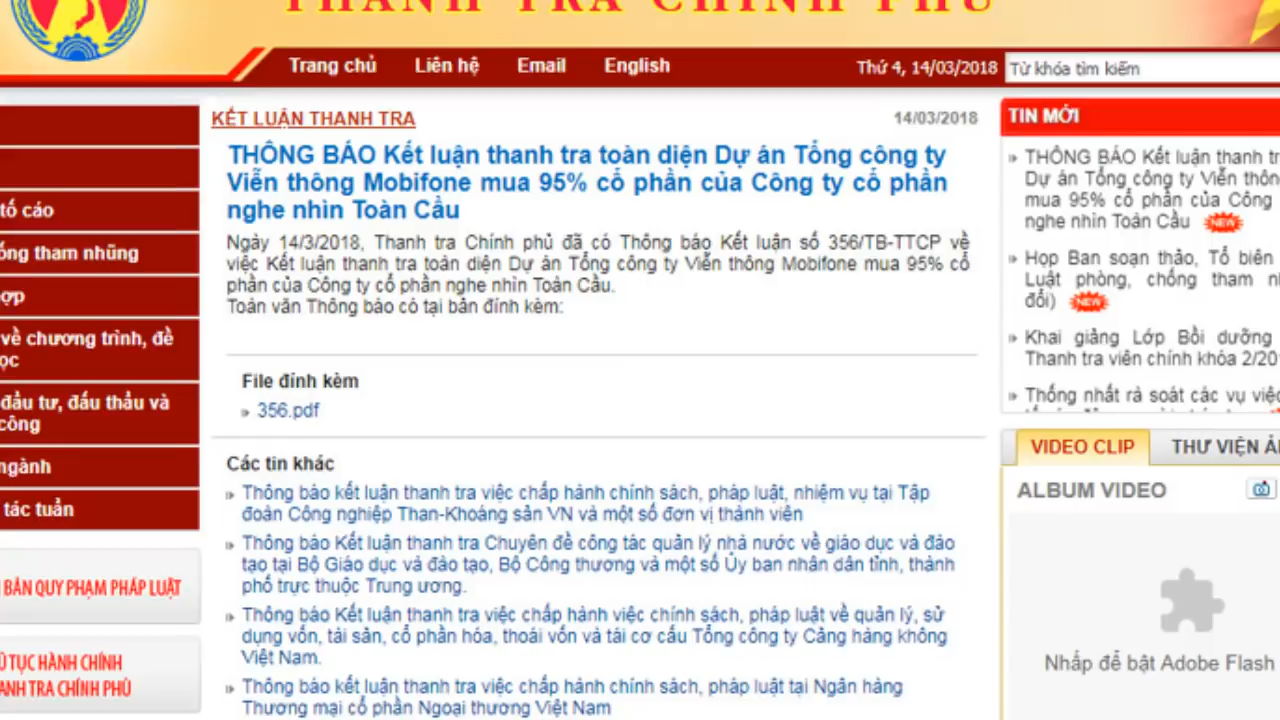 THANH TRA CHÍNH PHỦ
Trang chủ Liên hệ Email English Thứ 4, 14/03/2018 Từ khóa tìm kiếm
tố cáo
ống tham nhũng
ợp
về chương trình, đề
ọc
đầu tư, đấu thầu và
công
ngành
tác tuần
BẢN QUY PHẠM PHÁP LUẬT
Ủ TỤC HÀNH CHÍNH
ANH TRA CHÍNH PHỦ
KẾT LUẬN THANH TRA 14/03/2018
THÔNG BÁO Kết luận thanh tra toàn diện Dự án Tổng công ty
Viễn thông Mobifone mua 95% cổ phần của Công ty cổ phần
nghe nhìn Toàn Cầu
Ngày 14/3/2018, Thanh tra Chính phủ đã có Thông báo Kết luận số 356/TB-TTCP về
việc Kết luận thanh tra toàn diện Dự án Tổng công ty Viễn thông Mobifone mua 95% cổ
phần của Công ty cổ phần nghe nhìn Toàn Cầu.
Toàn văn Thông báo có tại bản đính kèm:
File đính kèm
356.pdf
Các tin khác
Thông báo kết luận thanh tra việc chấp hành chính sách, pháp luật, nhiệm vụ tại Tập
đoàn Công nghiệp Than-Khoáng sản VN và một số đơn vị thành viên
Thông báo Kết luận thanh tra Chuyên đề công tác quản lý nhà nước về giáo dục và đào
tạo tại Bộ Giáo dục và đào tạo, Bộ Công thương và một số Ủy ban nhân dân tỉnh, thành
phố trực thuộc Trung ương.
Thông báo Kết luận thanh tra việc chấp hành việc chính sách, pháp luật về quản lý, sử
dụng vốn, tài sản, cổ phần hóa, thoái vốn và tái cơ cấu Tổng công ty Cảng hàng không
Việt Nam.
Thông báo kết luận thanh tra việc chấp hành chính sách, pháp luật tại Ngân hàng
Thương mại cổ phần Ngoại thương Việt Nam
TIN MỚI
THÔNG BÁO Kết luận thanh tr
Dự án Tổng công ty Viễn thôn
mua 95% cổ phần của Công
nghe nhìn Toàn Cầu NEW
Họp Ban soạn thảo, Tổ biên
Luật phòng, chống tham n
đổi) NEW
Khai giảng Lớp Bồi dưỡng
Thanh tra viên chính khóa 2/20
Thống nhất rà soát các vụ việ
VIDEO CLIP THƯ VIỆN Ả
ALBUM VIDEO
Nhấp để bật Adobe Flash